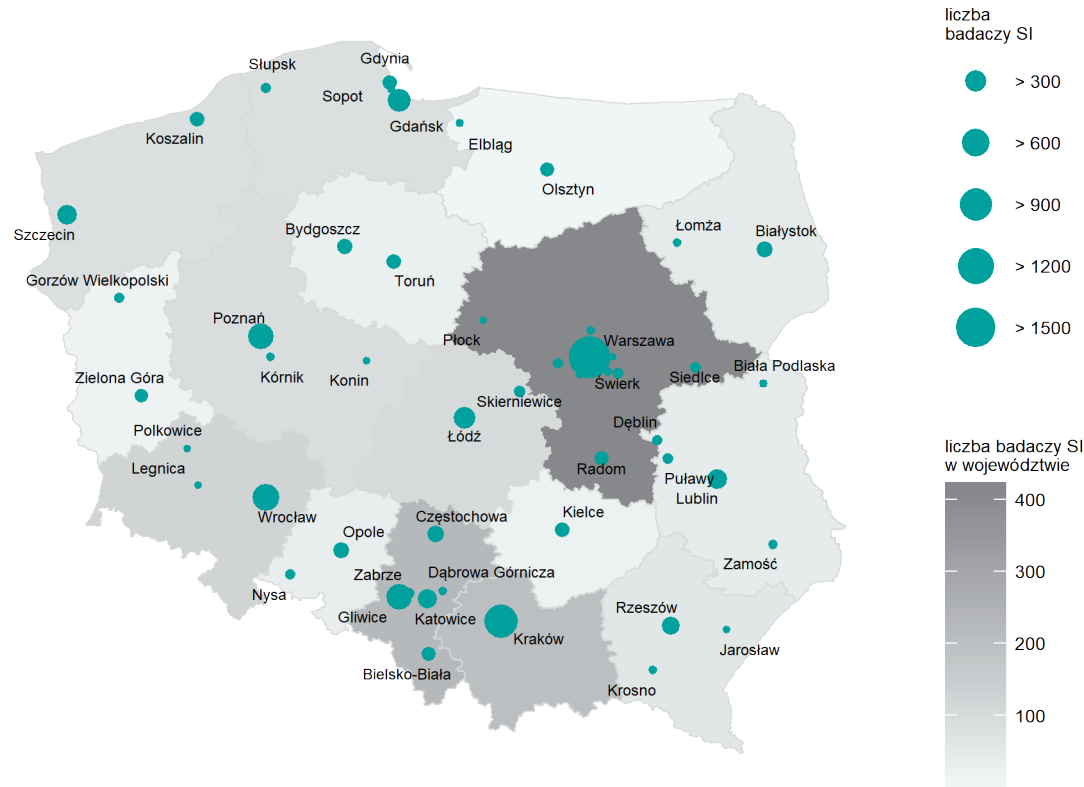 liczba
badaczy SI
> 300
> 600
> 900
> 1200
> 1500
Gdynia
Słupsk
Sopot
Gdańsk
Koszalin
Elbląg
Olsztyn
Szczecin
Bydgoszcz
Łomża
Białystok
Gorzów Wielkopolski
Toruń
Poznań
Płock
Warszawa
Kórnik
Konin
Zielona Góra
Świerk
Siedlce
Biała Podlaska
Skierniewice
Polkowice
Łódź
Dęblin
Legnica
Radom
Puławy
Lublin
Wrocław
Częstochowa
Kielce
Opole
Zamość
Zabrze
Dąbrowa Górnicza
Nysa
Gliwice
Katowice
Rzeszów
Kraków
Jarosław
Bielsko-Biała
Krosno
liczba badaczy SI
w województwie
400
300
200
100